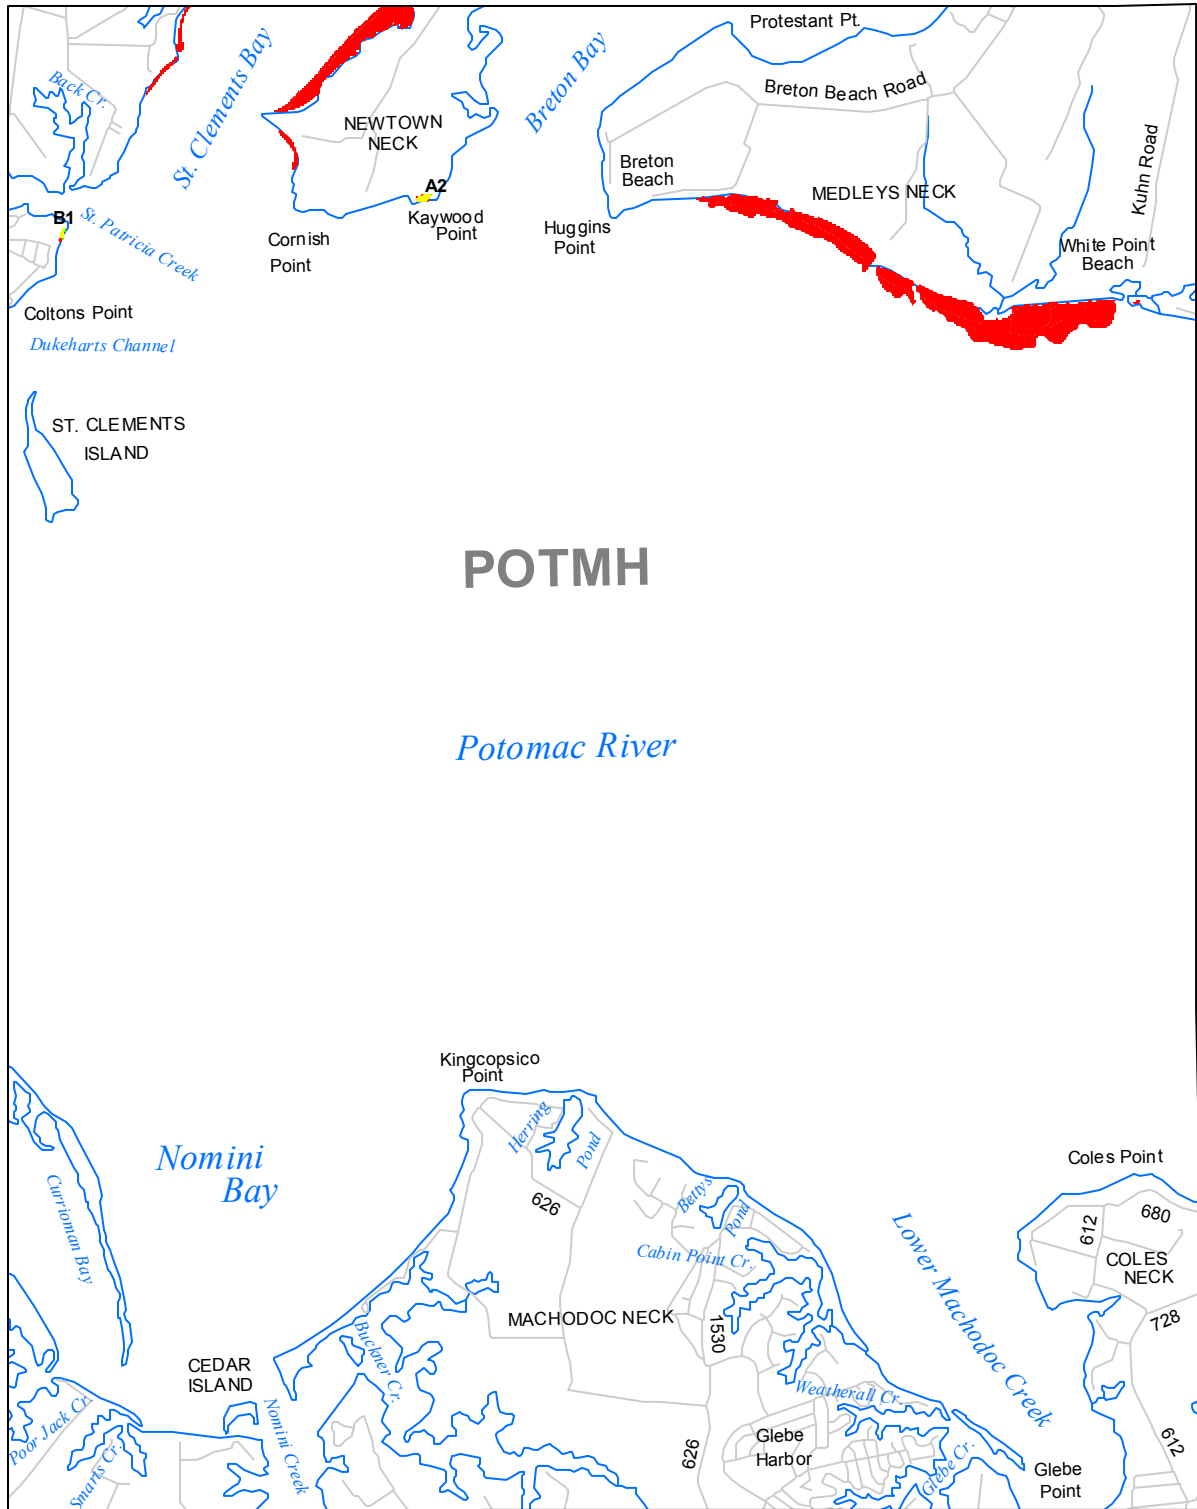 Protestant Pt.
Back Cr.
St. Clements Bay
Breton Bay
Breton Beach Road
NEWTOWN
NECK
Kuhn Road
Breton
Beach
A2
MEDLEYS NECK
B1
St. Patricia Creek
Kaywood
Point
Cornish
Point
Huggins
Point
White Point
Beach
Coltons Point
Dukeharts Channel
ST. CLEMENTS
ISLAND
POTMH
Potomac River
Kingcopsico
Point
Herring
Pond
Nomini
Bay
Currioman Bay
626
Bettys
Pond
Coles Point
612
680
Cabin Point Cr.
Lower Machodoc Creek
COLES
NECK
MACHODOC NECK
1530
728
Buckner Cr.
CEDAR
ISLAND
Nomini Creek
Weatherall Cr.
Poor Jack Cr.
Smarts Cr.
626
Glebe
Harbor
Glebe Cr.
612
Glebe
Point